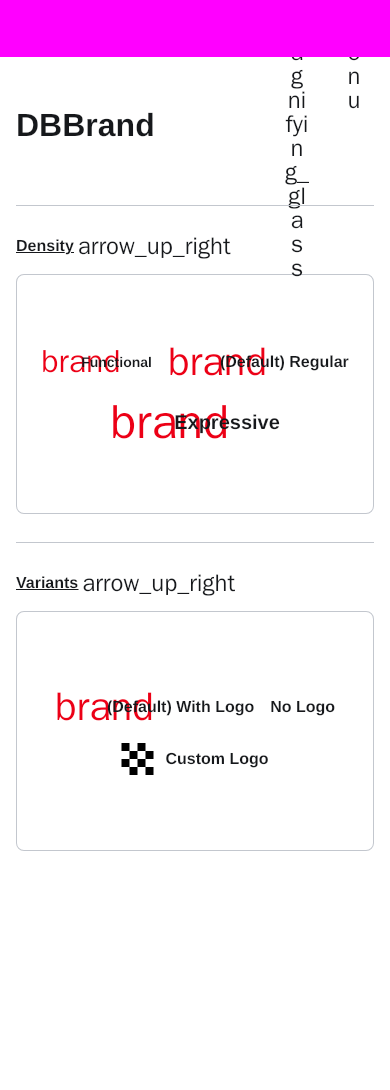 g
ni
fyi
n
g_
gl
a
s
s
n
u
DBBrand
Density arrow_up_right
brand Functional brand (Default) Regular
brand Expressive
Variants arrow_up_right
brand (Default) With Logo No Logo
Custom Logo